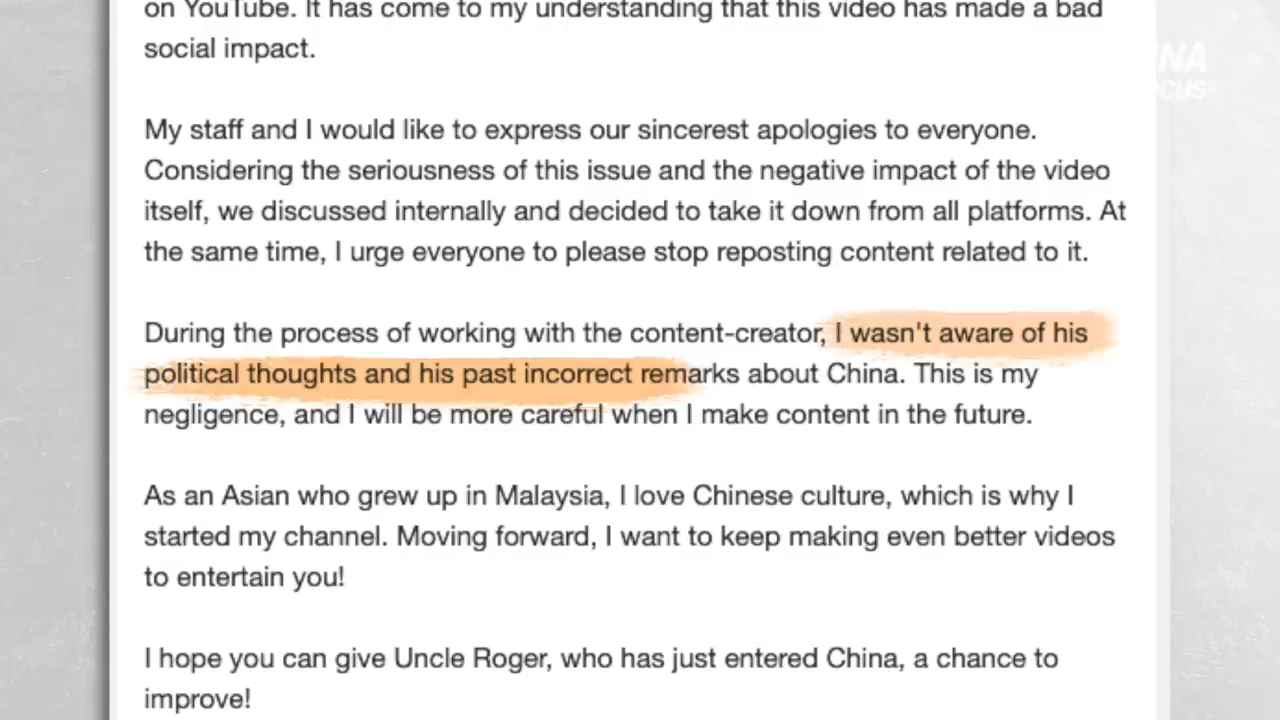 on YouTube. It has come to my understanding that this video has made a bad
social impact.
My staff and I would like to express our sincerest apologies to everyone.
Considering the seriousness of this issue and the negative impact of the video
itself, we discussed internally and decided to take it down from all platforms. At
the same time, I urge everyone to please stop reposting content related to it.
During the process of working with the content-creator, I wasn't aware of his
political thoughts and his past incorrect remarks about China. This is my
negligence, and I will be more careful when I make content in the future.
As an Asian who grew up in Malaysia, I love Chinese culture, which is why I
started my channel. Moving forward, I want to keep making even better videos
to entertain you!
I hope you can give Uncle Roger, who has just entered China, a chance to
improve!